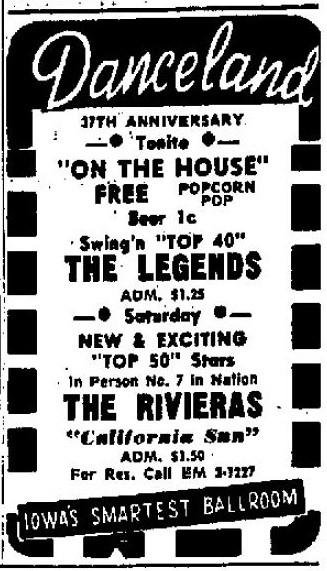 Danceland
37TH ANNIVERSARY
Tonite
"ON THE HOUSE"
FREE POPCORN
POP
Beer 1c
Swing'n "TOP 40"
THE LEGENDS
ADM. $1.25
Saturday
NEW & EXCITING
"TOP 50" Stars
In Person No. 7 in Nation
THE RIVIERAS
"California Sun"
ADM. $1.50
For Res. Call EM 2-7227
IOWA'S SMARTEST BALLROOM